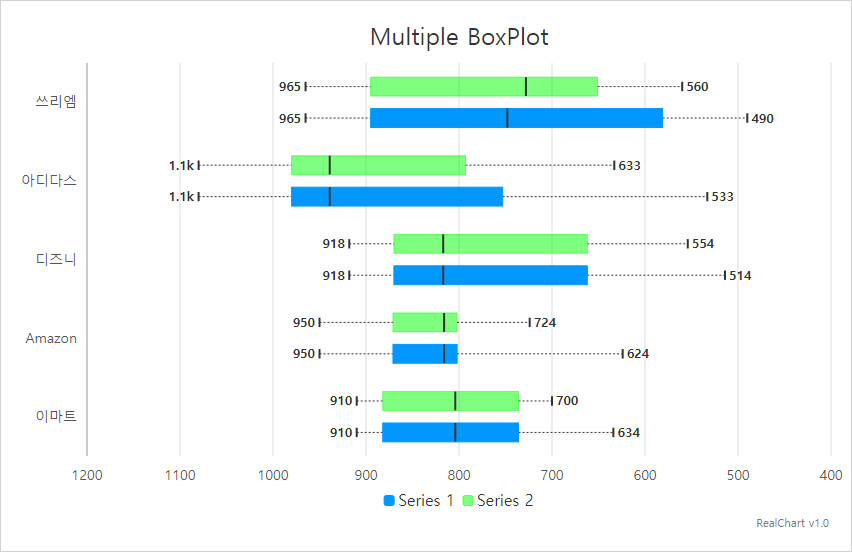 Multiple BoxPlot
쓰리엠
965 560
965 490
아디다스
1.1k 633
1.1k 533
디즈니
918 554
918 514
Amazon
950 724
950 624
이마트
910 700
910 634
1200 1100 1000 900 800 700 600 500 400
Series 1 Series 2
RealChart v1.0